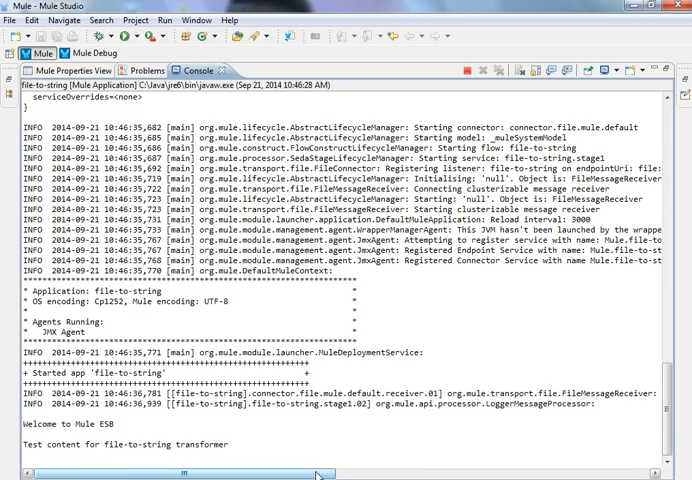 Mule - Mule Studio
File Edit Navigate Search Project Run Window Help
Mule Mule Debug
Mule Properties View Problems Console
file-to-string [Mule Application] C:\Java\jre6\bin\javaw.exe (Sep 21, 2014 10:46:28 AM)
serviceOverrides=<none>
}
INFO 2014-09-21 10:46:35,682 [main] org.mule.lifecycle.AbstractLifecycleManager: Starting connector: connector.file.mule.default
INFO 2014-09-21 10:46:35,685 [main] org.mule.lifecycle.AbstractLifecycleManager: Starting model: _muleSystemModel
INFO 2014-09-21 10:46:35,686 [main] org.mule.construct.FlowConstructLifecycleManager: Starting flow: file-to-string
INFO 2014-09-21 10:46:35,687 [main] org.mule.processor.SedaStageLifecycleManager: Starting service: file-to-string.stage1
INFO 2014-09-21 10:46:35,692 [main] org.mule.transport.file.FileConnector: Registering listener: file-to-string on endpointUri: file:
INFO 2014-09-21 10:46:35,719 [main] org.mule.lifecycle.AbstractLifecycleManager: Initialising: 'null'. Object is: FileMessageReceiver
INFO 2014-09-21 10:46:35,722 [main] org.mule.transport.file.FileMessageReceiver: Connecting clusterizable message receiver
INFO 2014-09-21 10:46:35,723 [main] org.mule.lifecycle.AbstractLifecycleManager: Starting: 'null'. Object is: FileMessageReceiver
INFO 2014-09-21 10:46:35,723 [main] org.mule.transport.file.FileMessageReceiver: Starting clusterizable message receiver
INFO 2014-09-21 10:46:35,731 [main] org.mule.module.launcher.application.DefaultMuleApplication: Reload interval: 3000
INFO 2014-09-21 10:46:35,733 [main] org.mule.module.management.agent.WrapperManagerAgent: This JVM hasn't been launched by the wrappe
INFO 2014-09-21 10:46:35,767 [main] org.mule.module.management.agent.JmxAgent: Attempting to register service with name: Mule.file-to
INFO 2014-09-21 10:46:35,768 [main] org.mule.module.management.agent.JmxAgent: Registered Endpoint Service with name: Mule.file-to-st
INFO 2014-09-21 10:46:35,768 [main] org.mule.module.management.agent.JmxAgent: Registered Connector Service with name Mule.file-to-st
INFO 2014-09-21 10:46:35,770 [main] org.mule.DefaultMuleContext:
**********************************************************************
* Application: file-to-string *
* OS encoding: Cp1252, Mule encoding: UTF-8 *
* *
* Agents Running: *
* JMX Agent *
**********************************************************************
INFO 2014-09-21 10:46:35,771 [main] org.mule.module.launcher.MuleDeploymentService:
++++++++++++++++++++++++++++++++++++++++++++++++++++++++++++
+ Started app 'file-to-string' +
++++++++++++++++++++++++++++++++++++++++++++++++++++++++++++
INFO 2014-09-21 10:46:36,781 [[file-to-string].connector.file.mule.default.receiver.01] org.mule.transport.file.FileMessageReceiver:
INFO 2014-09-21 10:46:36,939 [[file-to-string].file-to-string.stage1.02] org.mule.api.processor.LoggerMessageProcessor:
Welcome to Mule ESB
Test content for file-to-string transformer